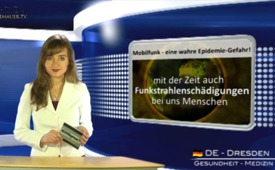 Mobilfunk - eine wahre Epidemie-Gefahr!
mit der Zeit auch
Funkstrahlenschädigungen
bei uns Menschen
DE - DRESDEN
GESUNDHEIT - MEDIZIN